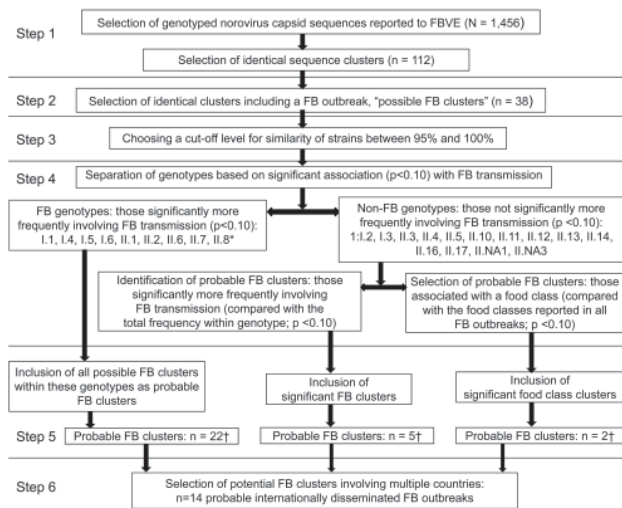 Step 1
Selection of genotyped norovirus capsid sequences reported to FBVE (N = 1,456)
Selection of identical sequence clusters (n = 112)
Step 2
Selection of identical clusters including a FB outbreak, "possible FB clusters" (n = 38)
Step 3
Choosing a cut-off level for similarity of strains between 95% and 100%
Step 4
Separation of genotypes based on significant association (p<0.10) with FB transmission
FB genotypes: those significantly more
frequently involving FB transmission (p<0.10):
I.1, I.4, I.5, I.6, II.1, II.2, II.6, II.7, II.8*
Non-FB genotypes: those not significantly more
frequently involving FB transmission (p <0.10):
1:I.2, I.3, II.3, II.4, II.5, II.10, II.11, II.12, II.13, II.14,
II.16, II.17, II.NA1, II.NA3
Identification of probable FB clusters: those
significantly more frequently involving
FB transmission (compared with the
total frequency within genotype; p <0.10)
Selection of probable FB clusters: those
associated with a food class (compared
with the food classes reported in all
FB outbreaks; p <0.10)
Inclusion of all possible FB clusters
within these genotypes as probable
FB clusters
Inclusion of
significant FB clusters
Inclusion of
significant food class clusters
Step 5
Probable FB clusters: n = 22†
Probable FB clusters: n = 5†
Probable FB clusters: n = 2†
Step 6
Selection of potential FB clusters involving multiple countries:
n=14 probable internationally disseminated FB outbreaks